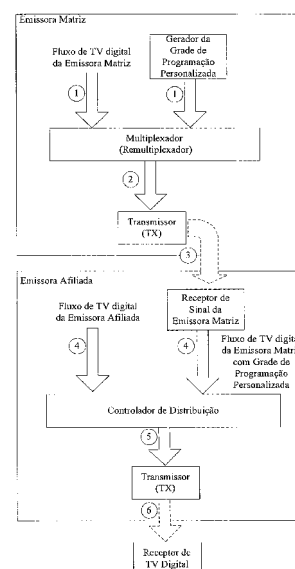 Emissora Matriz
Fluxo de TV digital
da Emissora Matriz
Gerador da
Grade de
Programação
Personalizada
1
1
Multiplexador
(Remultiplexador)
2
Transmissor
(TX)
3
Emissora Afiliada
Fluxo de TV digital
da Emissora Afiliada
Receptor de
Sinal da
Emissora Matriz
4
4
Fluxo de TV digita
da Emissora Matri
com Grade de
Programação
Personalizada
Controlador de Distribuição
5
Transmissor
(TX)
6
Receptor de
TV Digital